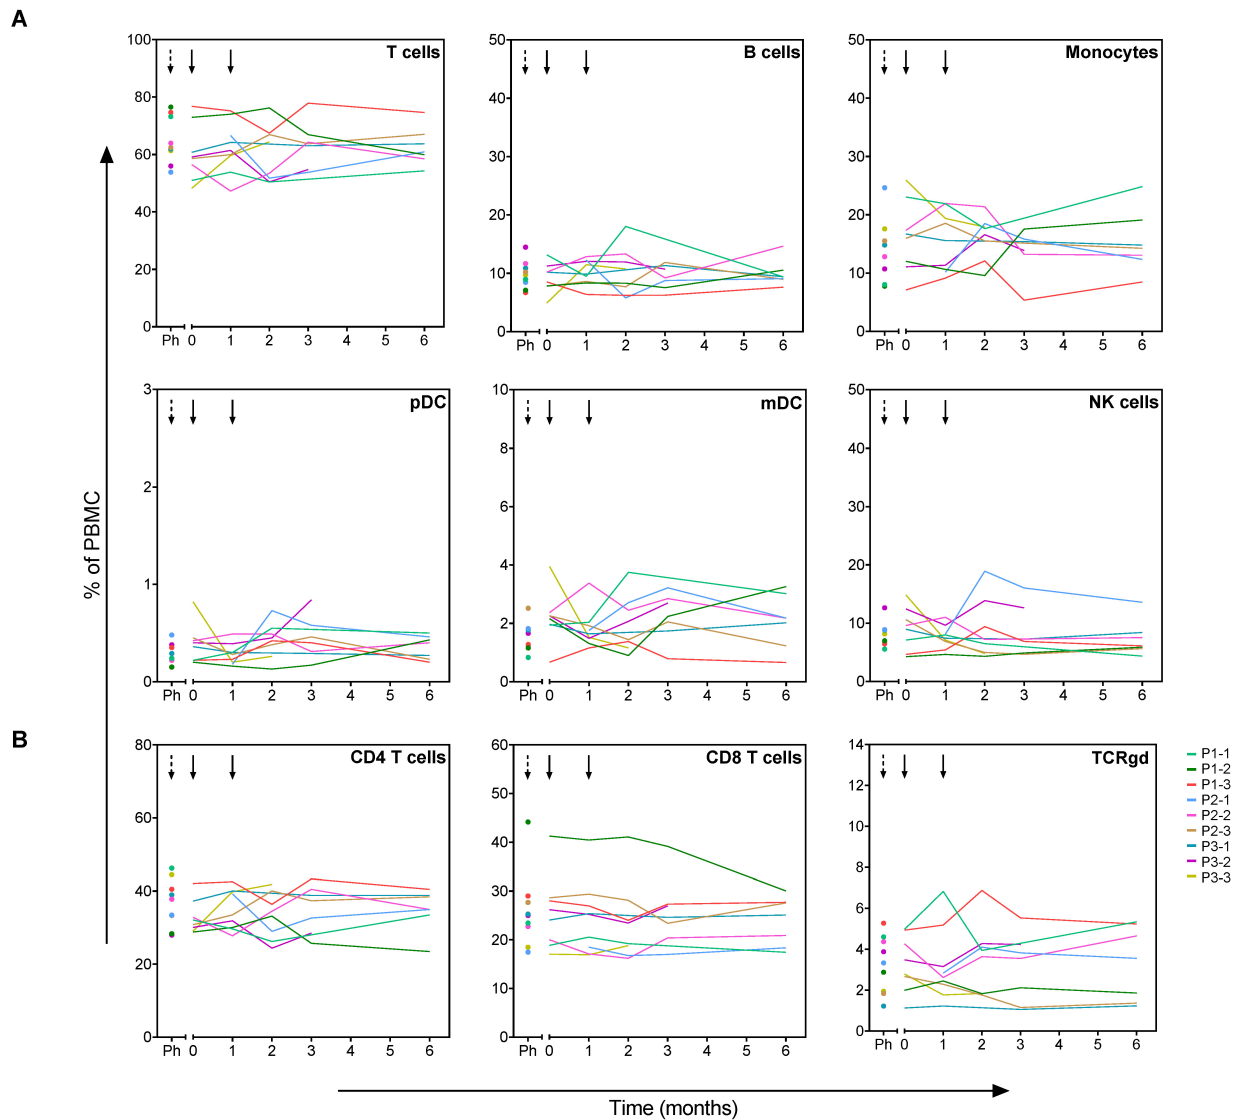 A
T cells
100
80
60
40
20
0
Ph 0 1 2 3 4 5 6
B cells
50
40
30
20
10
0
Ph 0 1 2 3 4 5 6
Monocytes
50
40
30
20
10
0
Ph 0 1 2 3 4 5 6
% of PBMC
pDC
3
2
1
0
Ph 0 1 2 3 4 5 6
mDC
10
8
6
4
2
0
Ph 0 1 2 3 4 5 6
NK cells
50
40
30
20
10
0
Ph 0 1 2 3 4 5 6
B
CD4 T cells
80
60
40
20
0
Ph 0 1 2 3 4 5 6
CD8 T cells
60
50
40
30
20
10
0
Ph 0 1 2 3 4 5 6
TCRgd
14
12
10
8
6
4
2
0
Ph 0 1 2 3 4 5 6
P1-1
P1-2
P1-3
P2-1
P2-2
P2-3
P3-1
P3-2
P3-3
Time (months)